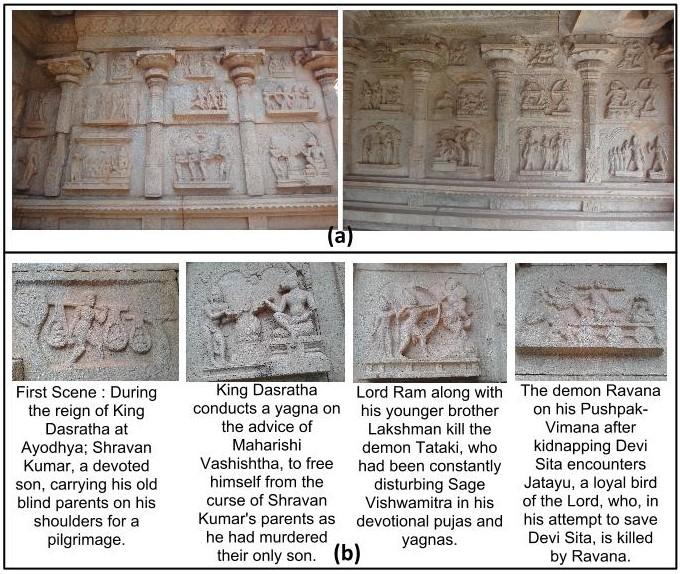 (a)
First Scene : During
the reign of King
Dasratha at
Ayodhya; Shravan
Kumar, a devoted
son, carrying his old
blind parents on his
shoulders for a
pilgrimage.
King Dasratha
conducts a yagna on
the advice of
Maharishi
Vashishtha, to free
himself from the
curse of Shravan
Kumar's parents as
he had murdered
their only son.
Lord Ram along with
his younger brother
Lakshman kill the
demon Tataki, who
had been constantly
disturbing Sage
Vishwamitra in his
devotional pujas and
yagnas.
The demon Ravana
on his Pushpak-
Vimana after
kidnapping Devi
Sita encounters
Jatayu, a loyal bird
of the Lord, who, in
his attempt to save
Devi Sita, is killed
by Ravana.
(b)